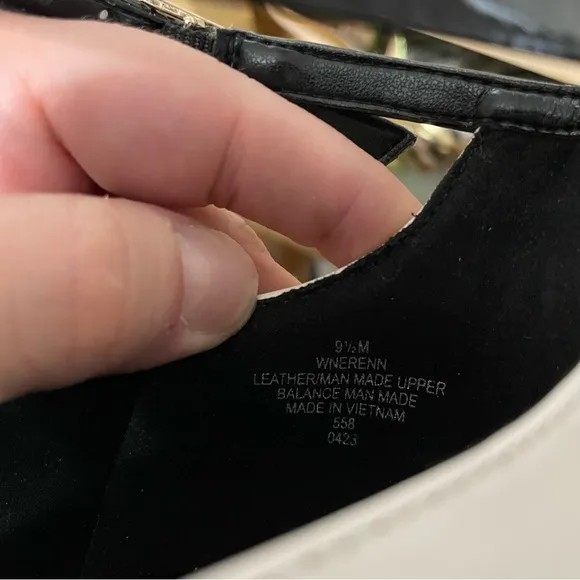 9½M
WNERENN
LEATHER/MAN MADE UPPER
BALANCE MAN MADE
MADE IN VIETNAM
558
0423